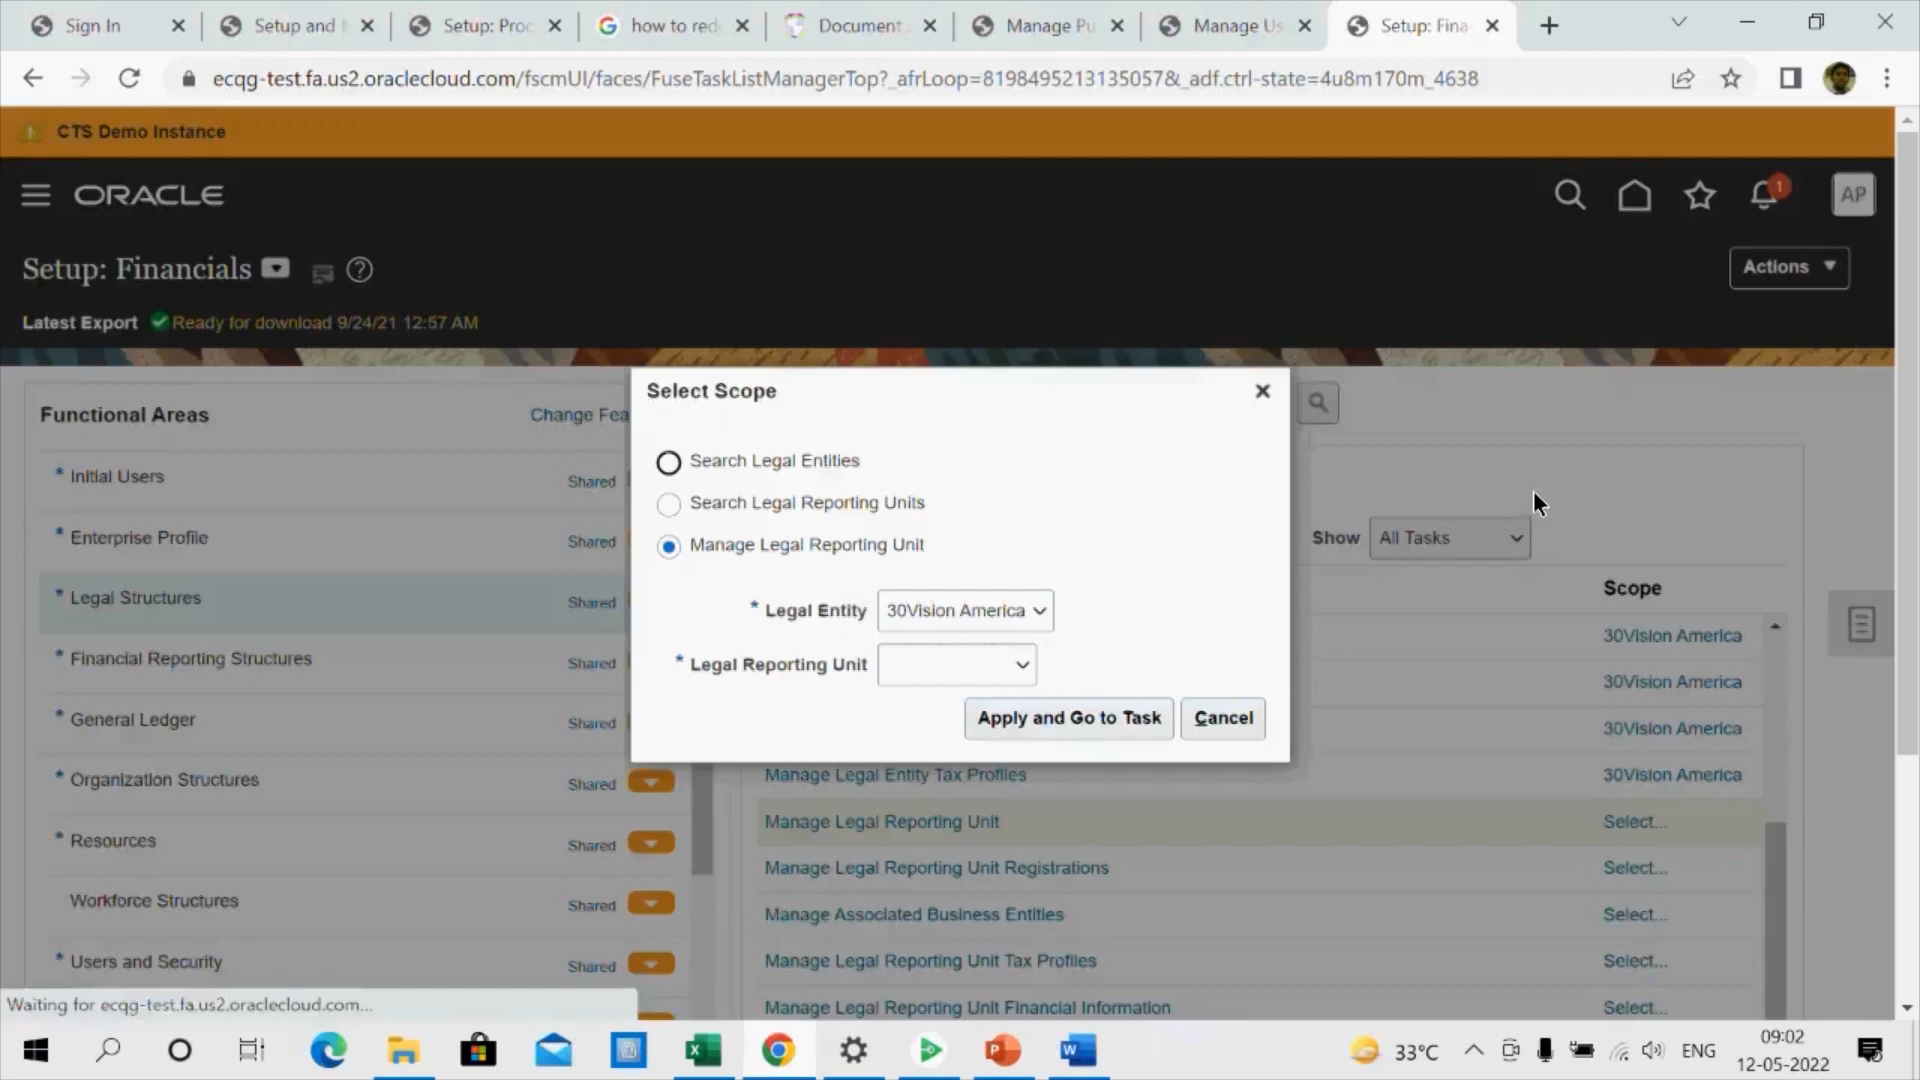 Sign In
Setup and
Setup: Proc
how to red
Document
Manage Pu
Manage Us
Setup: Fina
ecqg-test.fa.us2.oraclecloud.com/fscmUI/faces/FuseTaskListManagerTop?_afrLoop=81984952131350577&_adf.ctrl-state=4u8m170m_4638
CTS Demo Instance
ORACLE
1
AP
Setup: Financials
Actions
Latest Export Ready for download 9/24/21 12:57 AM
Functional Areas
Change Fea
* Initial Users Shared
* Enterprise Profile Shared
* Legal Structures Shared
* Financial Reporting Structures Shared
* General Ledger Shared
* Organization Structures Shared
* Resources Shared
Workforce Structures Shared
* Users and Security Shared
Select Scope
Search Legal Entities
Search Legal Reporting Units
Manage Legal Reporting Unit
* Legal Entity 30Vision America
* Legal Reporting Unit
Apply and Go to Task Cancel
Show All Tasks
Scope
30Vision America
30Vision America
30Vision America
Manage Legal Entity Tax Profiles 30Vision America
Manage Legal Reporting Unit Select...
Manage Legal Reporting Unit Registrations Select...
Manage Associated Business Entities Select...
Manage Legal Reporting Unit Tax Profiles Select...
Manage Legal Reporting Unit Financial Information Select...
Waiting for ecqg-test.fa.us2.oraclecloud.com...
33°C
ENG
09:02
12-05-2022